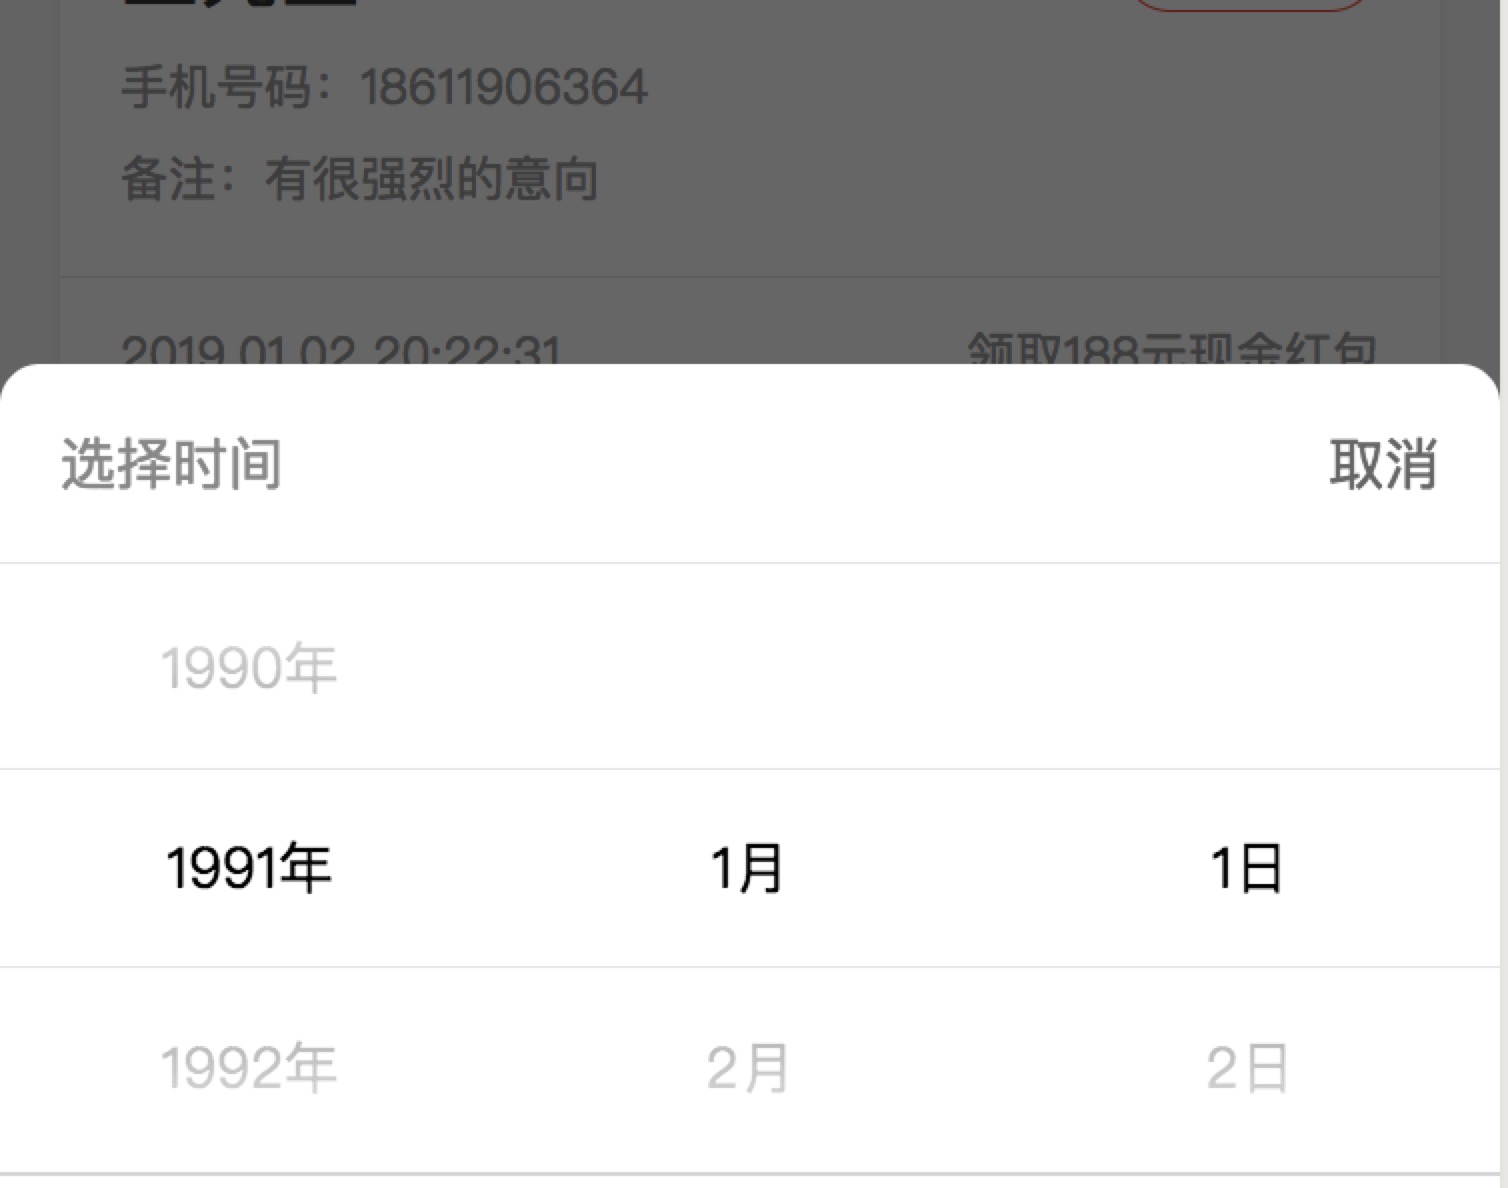 手机号码：18611906364
备注：有很强烈的意向
2019.01.02 20:22:31 领取188元现金红包
选择时间 取消
1990年
1991年 1月 1日
1992年 2月 2日